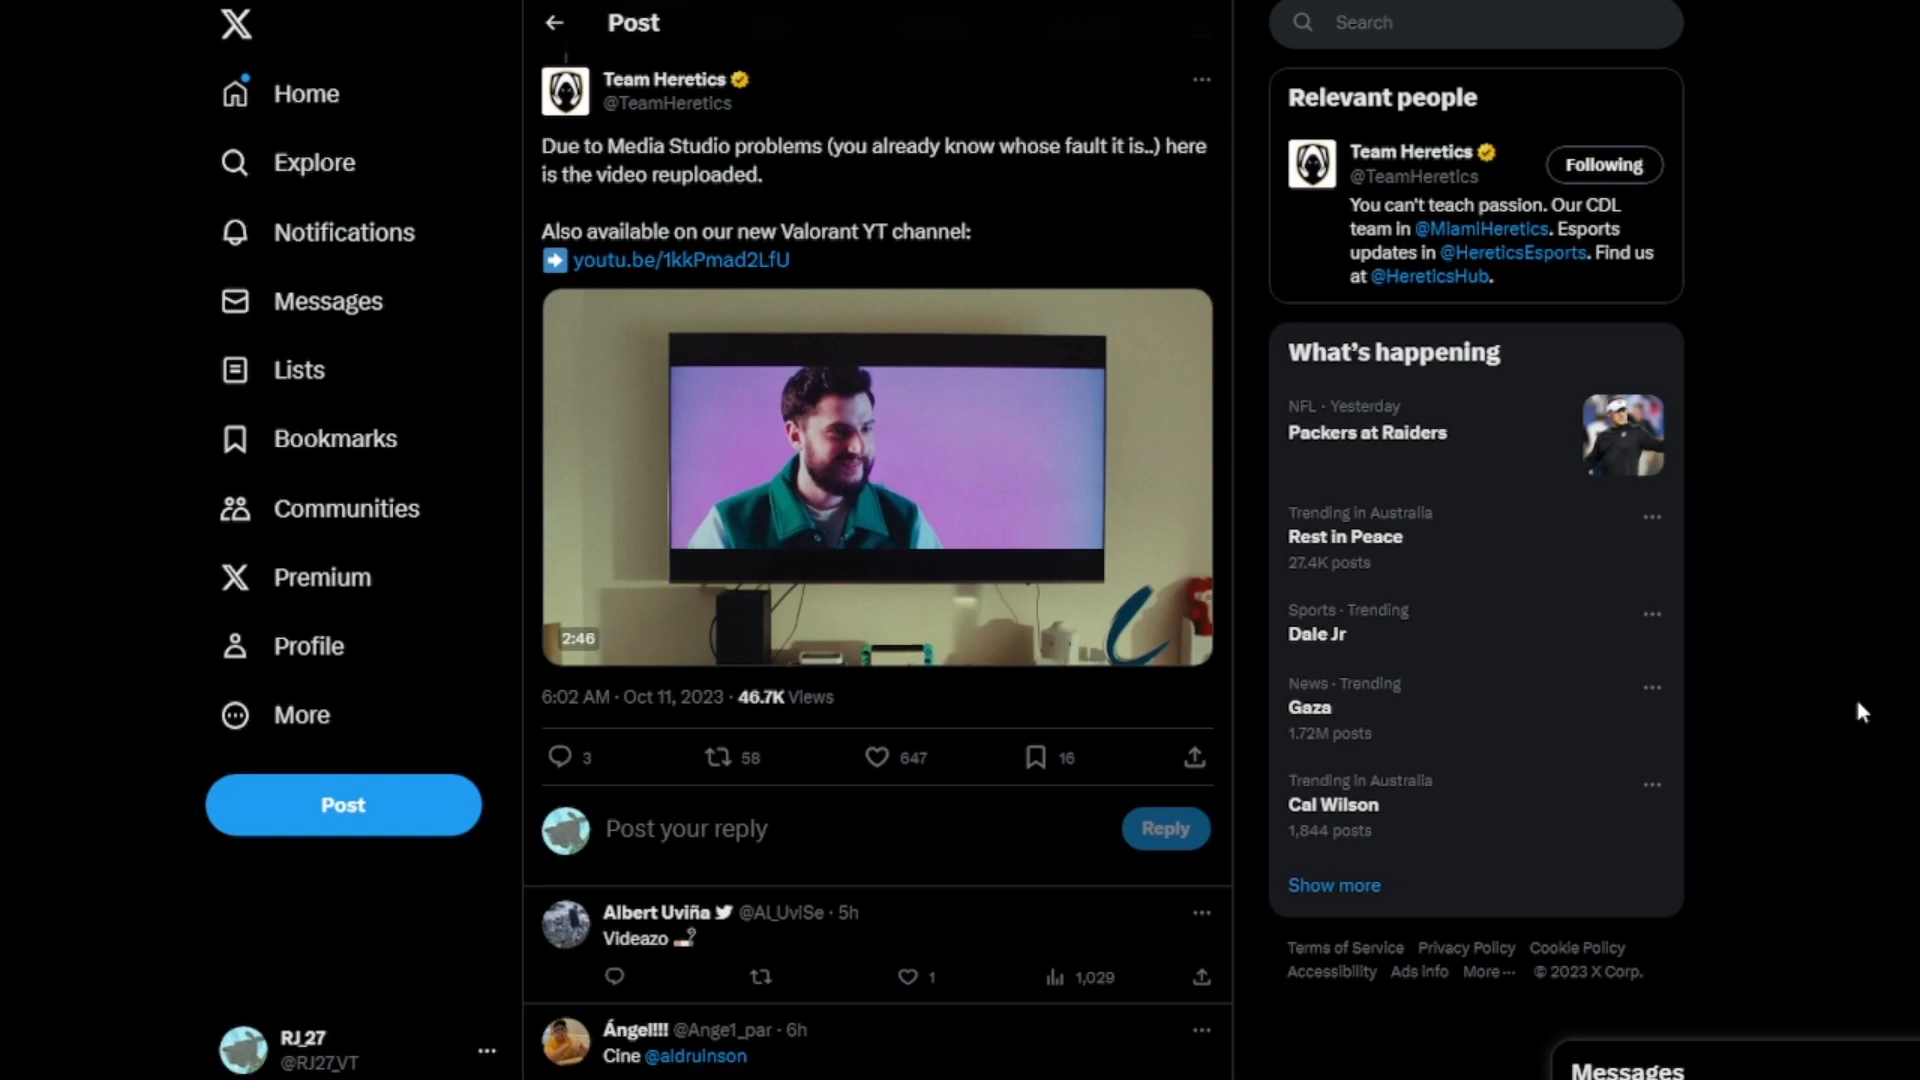 Home
Explore
Notifications
Messages
Lists
Bookmarks
Communities
Premium
Profile
More
Post
RJ_27
@RJ27_VT
Post
Team Heretics
@TeamHeretics
Due to Media Studio problems (you already know whose fault it is..) here
is the video reuploaded.
Also available on our new Valorant YT channel:
youtu.be/1kkPmad2LfU
2:46
6:02 AM · Oct 11, 2023 · 46.7K Views
3
58
647
16
Post your reply
Reply
Albert Uviña @Al_UviSe · 5h
Videazo
1
1,029
Ángel!!! @Ange1_par · 6h
Cine @aldruinson
Search
Relevant people
Team Heretics
@TeamHeretics
Following
You can't teach passion. Our CDL
team in @MiamiHeretics. Esports
updates in @HereticsEsports. Find us
at @HereticsHub.
What's happening
NFL · Yesterday
Packers at Raiders
Trending in Australia
Rest in Peace
27.4K posts
Sports · Trending
Dale Jr
News · Trending
Gaza
1.72M posts
Trending in Australia
Cal Wilson
1,844 posts
Show more
Terms of Service Privacy Policy Cookie Policy
Accessibility Ads info More ··· © 2023 X Corp.
Messages